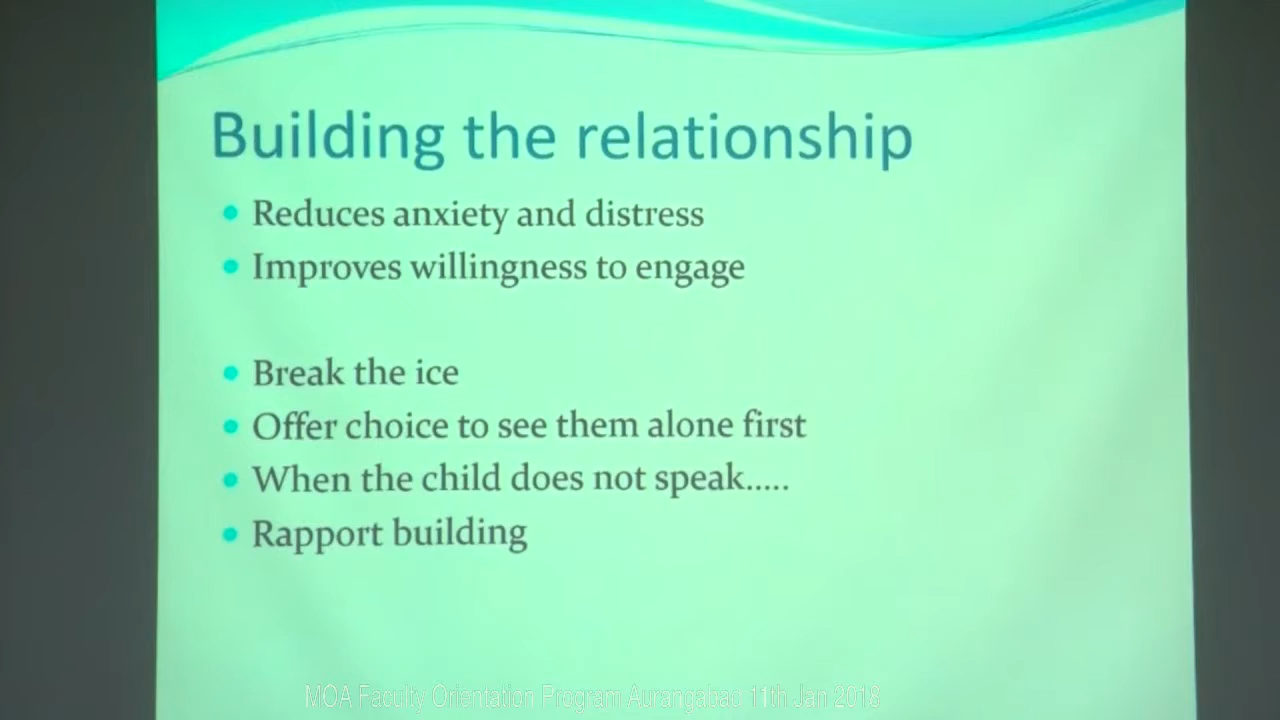 Building the relationship
• Reduces anxiety and distress
• Improves willingness to engage
• Break the ice
• Offer choice to see them alone first
• When the child does not speak.....
• Rapport building
MOA Faculty Orientation Program Aurangabad 11th Jan 2018